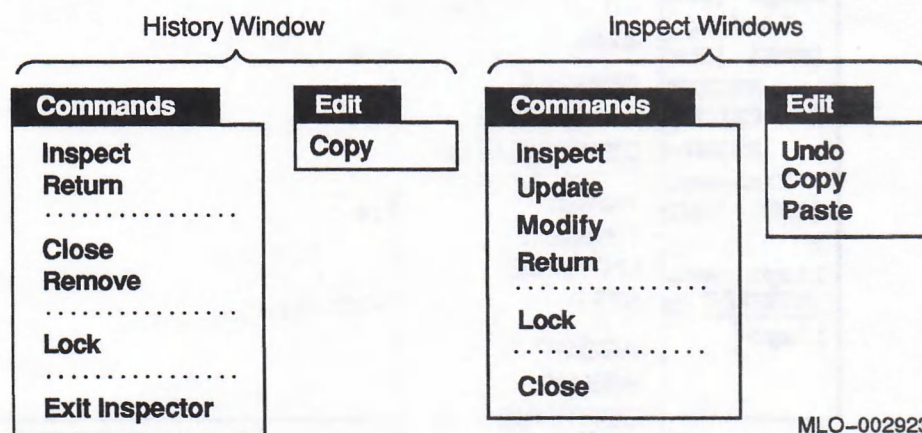 History Window
Commands
Inspect
Return
Close
Remove
Lock
Exit Inspector
Edit
Copy
Inspect Windows
Commands
Inspect
Update
Modify
Return
Lock
Close
Edit
Undo
Copy
Paste